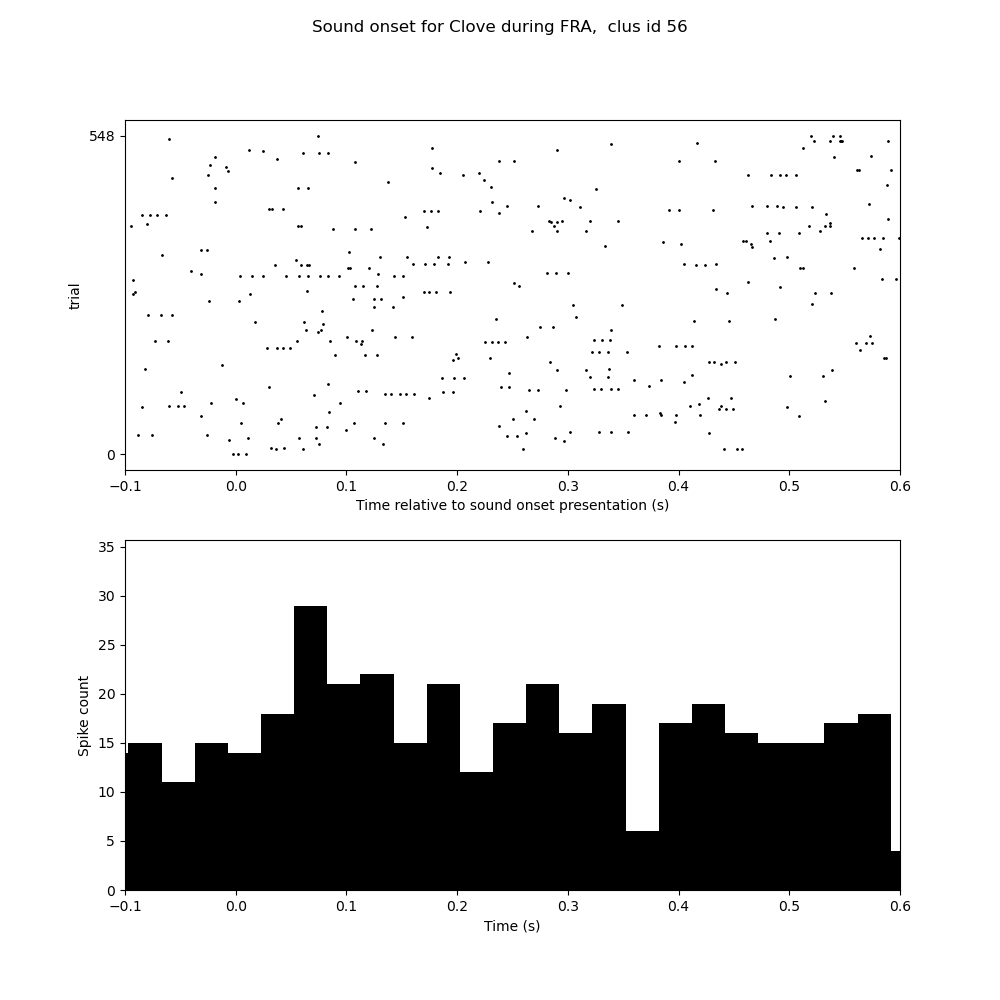 Sound onset for Clove during FRA,  clus id 56
548
trial
0
−0.1 0.0 0.1 0.2 0.3 0.4 0.5 0.6
Time relative to sound onset presentation (s)
35
30
25
20
Spike count
15
10
5
0
−0.1 0.0 0.1 0.2 0.3 0.4 0.5 0.6
Time (s)